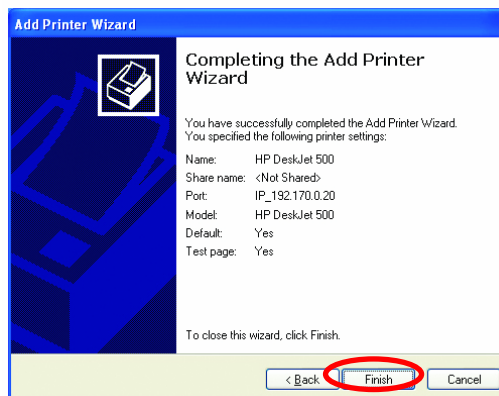 Add Printer Wizard
Completing the Add Printer
Wizard
You have successfully completed the Add Printer Wizard.
You specified the following printer settings:
Name: HP DeskJet 500
Share name: <Not Shared>
Port: IP_192.170.0.20
Model: HP DeskJet 500
Default: Yes
Test page: Yes
To close this wizard, click Finish.
< Back Finish Cancel